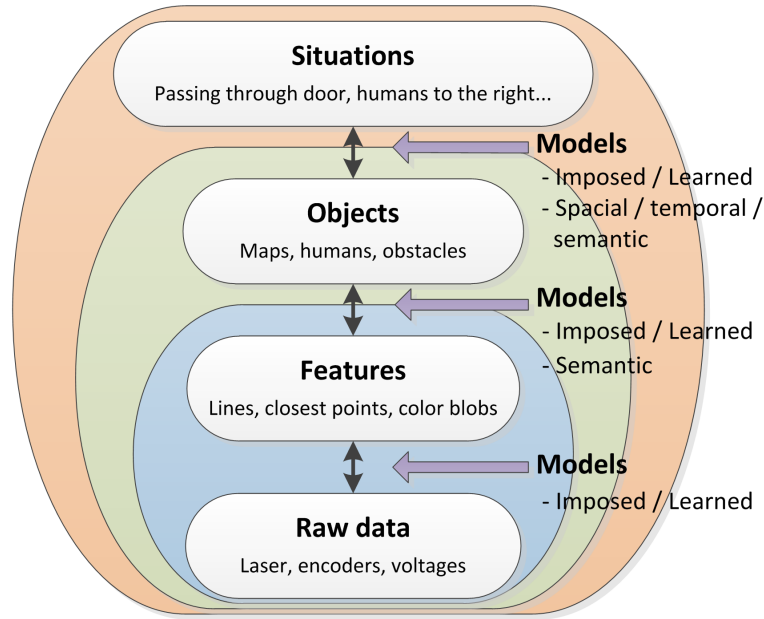 Situations
Passing through door, humans to the right...
Models
- Imposed / Learned
- Spacial / temporal /
semantic
Objects
Maps, humans, obstacles
Models
- Imposed / Learned
- Semantic
Features
Lines, closest points, color blobs
Models
- Imposed / Learned
Raw data
Laser, encoders, voltages